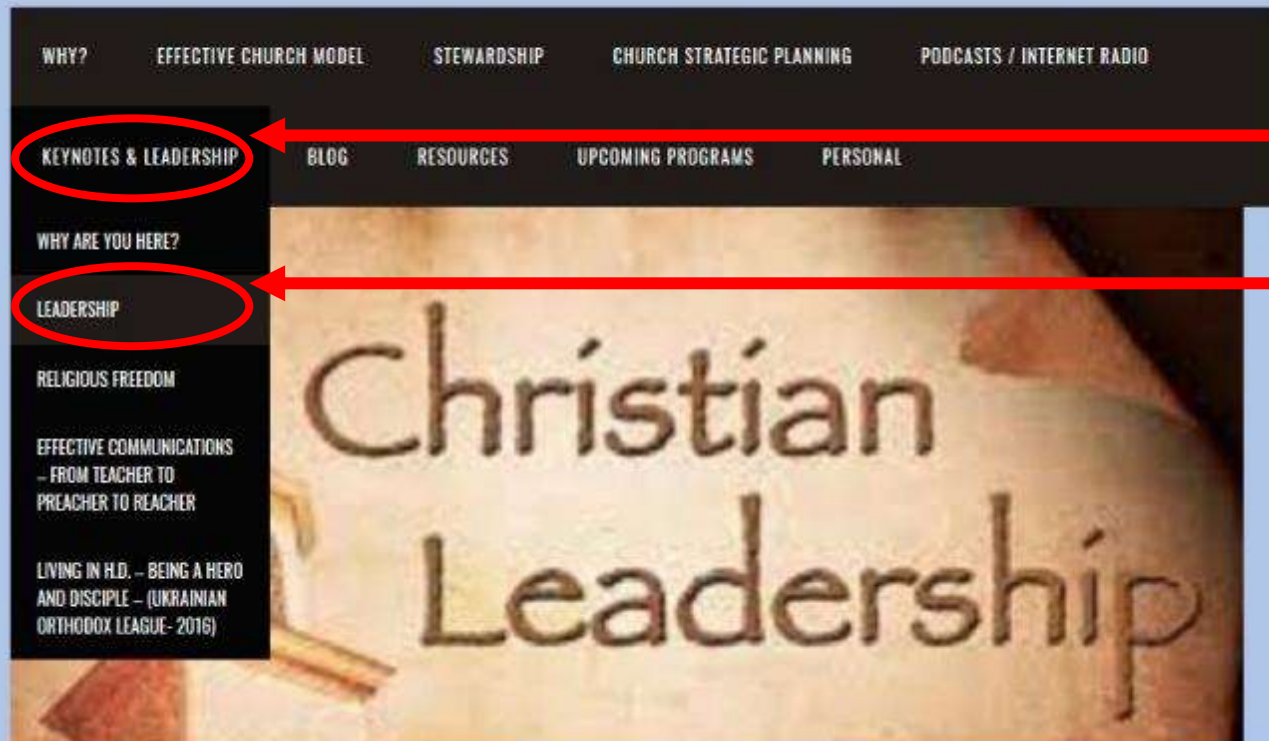 WHY? EFFECTIVE CHURCH MODEL STEWARDSHIP CHURCH STRATEGIC PLANNING PODCASTS / INTERNET RADIO
KEYNOTES & LEADERSHIP BLOG RESOURCES UPCOMING PROGRAMS PERSONAL
WHY ARE YOU HERE?
LEADERSHIP
RELIGIOUS FREEDOM
EFFECTIVE COMMUNICATIONS
– FROM TEACHER TO
PREACHER TO REACHER
LIVING IN H.D. – BEING A HERO
AND DISCIPLE – (UKRAINIAN
ORTHODOX LEAGUE- 2016)
Christian
Leadership